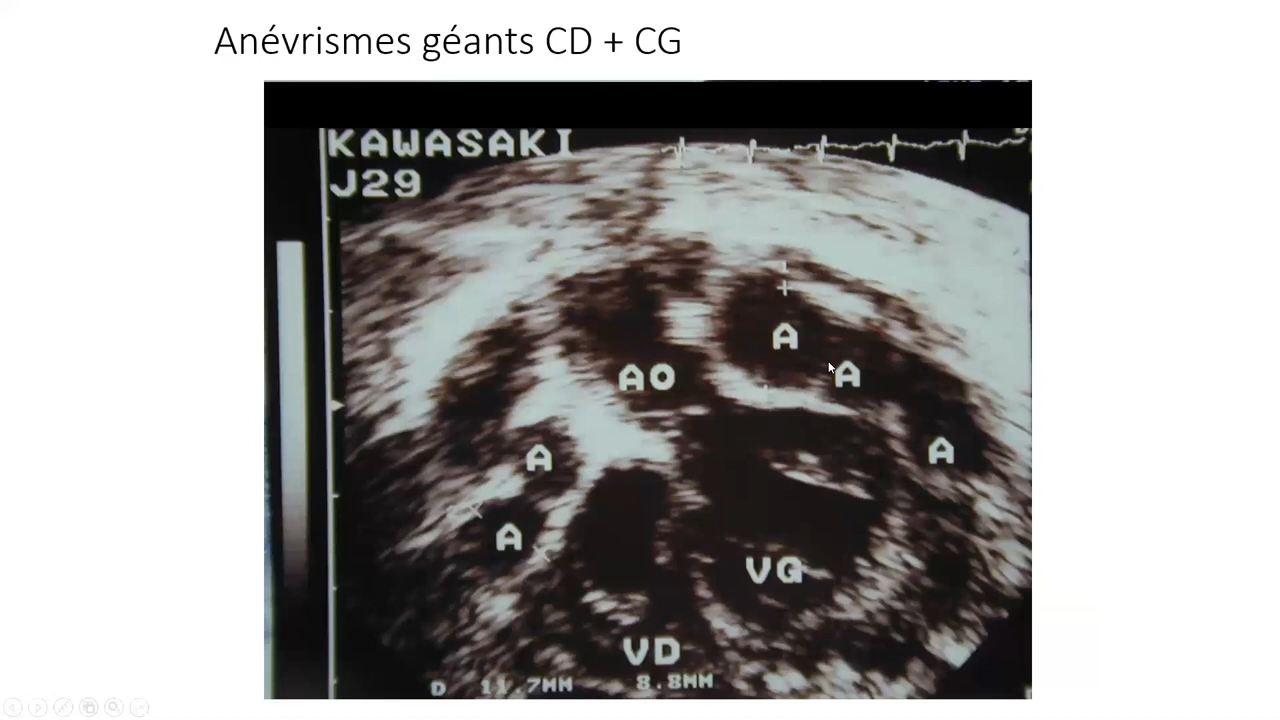 Anévrismes géants CD + CG
KAWASAKI
J29
A
AO
A
A
A
A
VG
VD
D 11.7MM 8.8MM